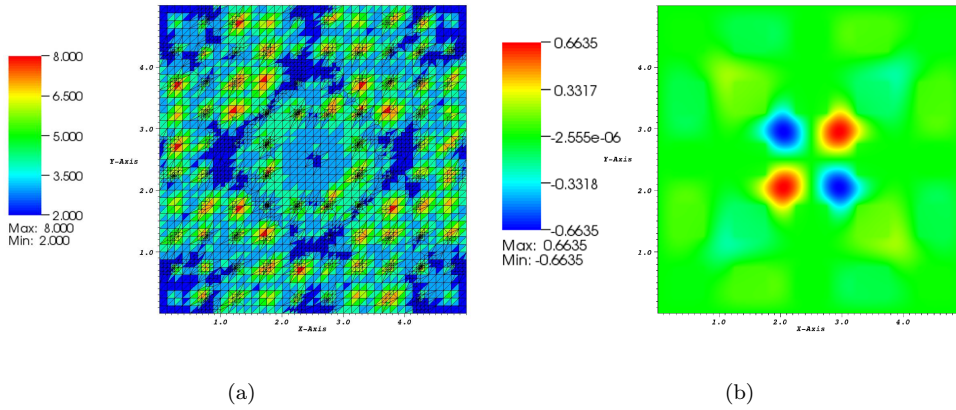 8.000
6.500
5.000
3.500
2.000
Max: 8.000
Min: 2.000
4.0
3.0
2.0
1.0
Y-Axis
1.0 2.0 3.0 4.0
X-Axis
(a)
0.6635
0.3317
-2.555e-06
-0.3318
-0.6635
Max: 0.6635
Min: -0.6635
4.0
3.0
2.0
1.0
Y-Axis
1.0 2.0 3.0 4.0
X-Axis
(b)